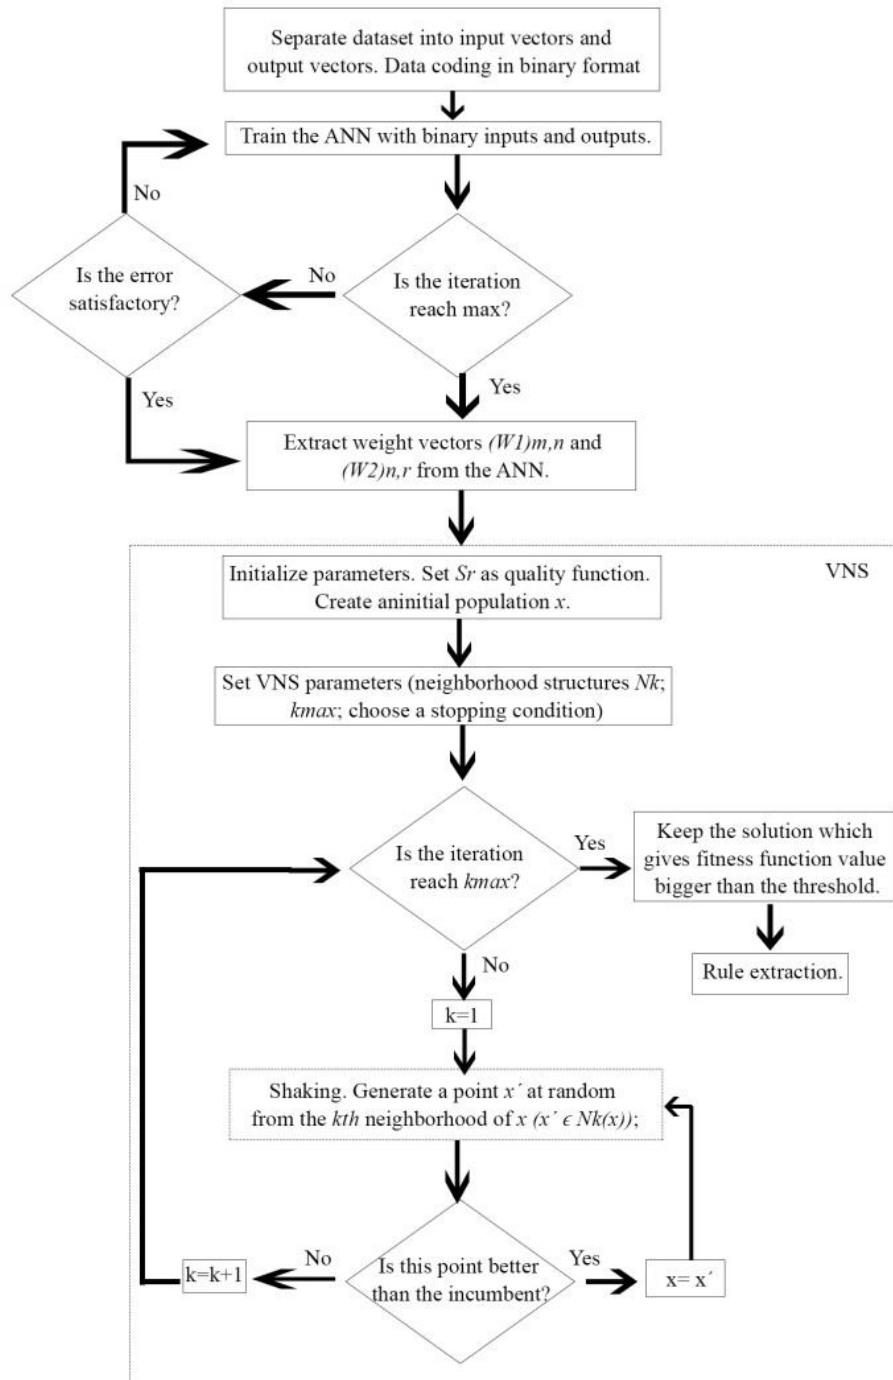 Separate dataset into input vectors and
output vectors. Data coding in binary format
Train the ANN with binary inputs and outputs.
No
Is the error
satisfactory?
No
Is the iteration
reach max?
Yes
Yes
Extract weight vectors (W1)m,n and
(W2)n,r from the ANN.
VNS
Initialize parameters. Set Sr as quality function.
Create aninitial population x.
Set VNS parameters (neighborhood structures Nk;
kmax; choose a stopping condition)
Is the iteration
reach kmax?
Yes
Keep the solution which
gives fitness function value
bigger than the threshold.
No
Rule extraction.
k=1
Shaking. Generate a point x´ at random
from the kth neighborhood of x (x´ ϵ Nk(x));
k=k+1
No
Is this point better
than the incumbent?
Yes
x= x´